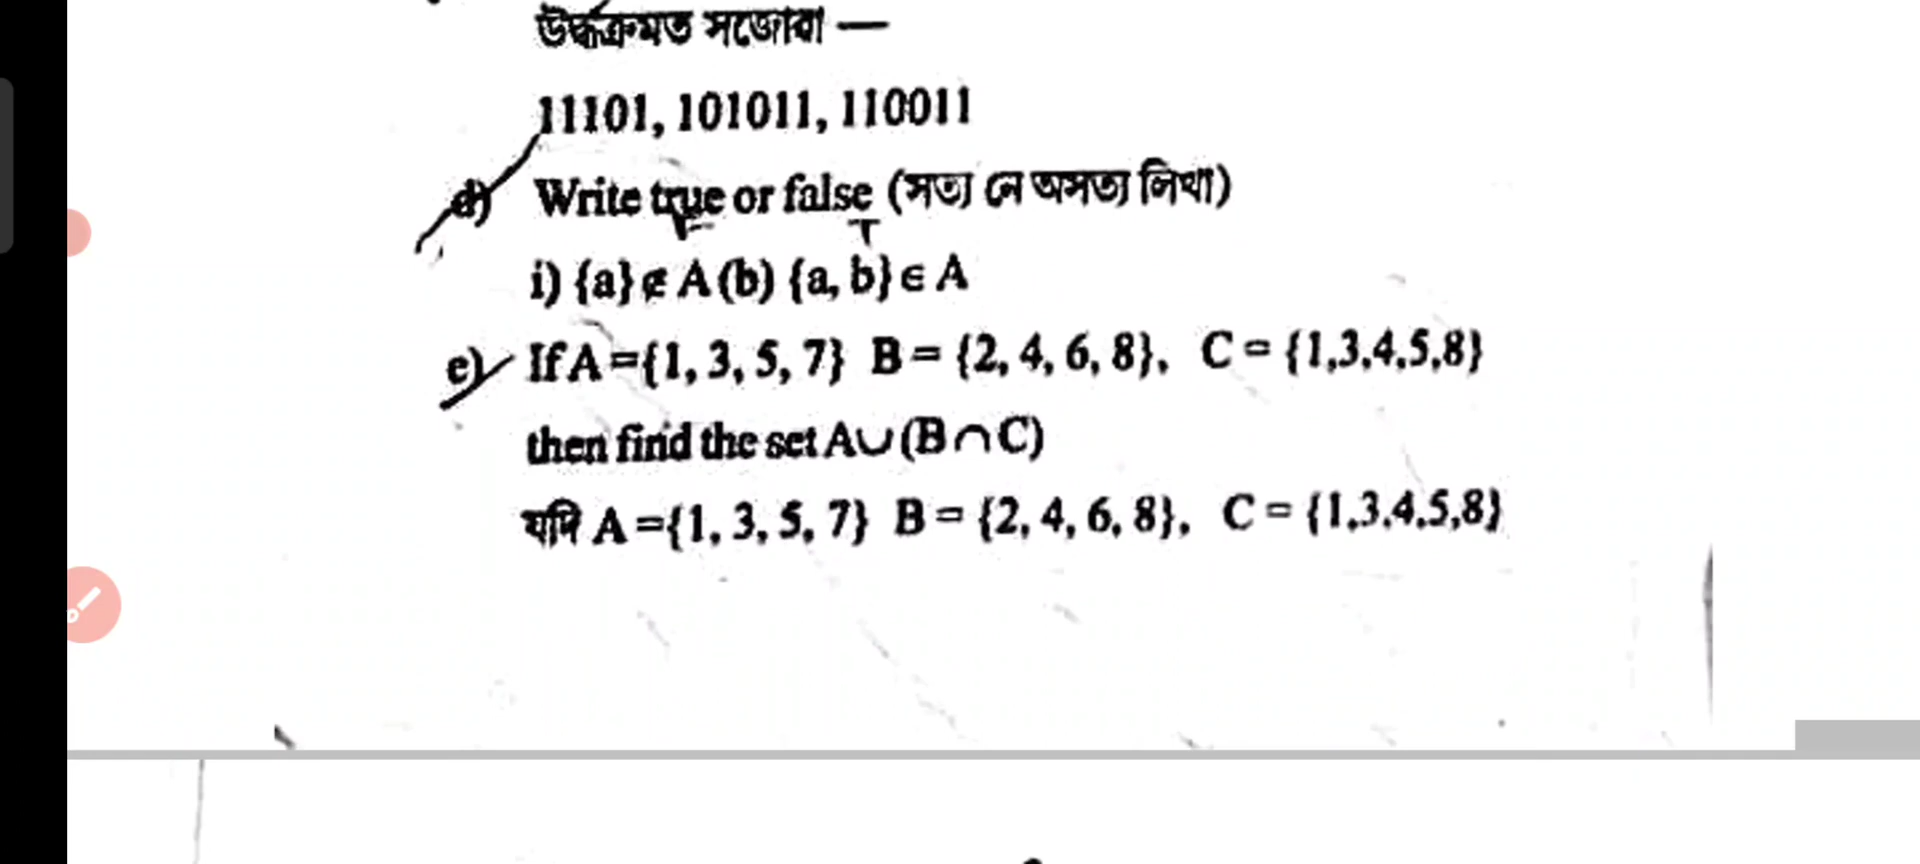 উৰ্দ্ধক্ৰমত সজোৱা —
11101, 101011, 110011
d) Write true or false (সত্য নে অসত্য লিখা)
F T
i) {a} ∉ A (b) {a, b} ∈ A
e) If A = {1, 3, 5, 7} B = {2, 4, 6, 8}, C = {1,3,4,5,8}
then find the set A∪(B∩C)
যদি A = {1, 3, 5, 7} B = {2, 4, 6, 8}, C = {1,3,4,5,8}